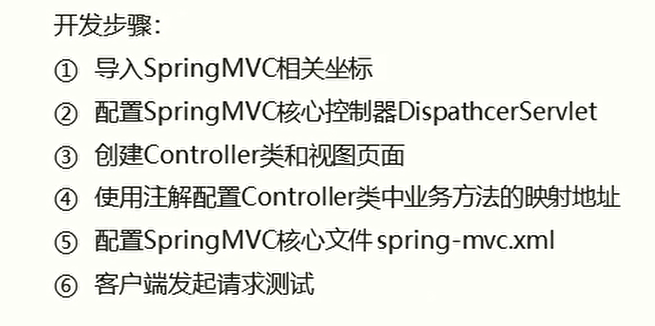 开发步骤：
① 导入SpringMVC相关坐标
② 配置SpringMVC核心控制器DispathcerServlet
③ 创建Controller类和视图页面
④ 使用注解配置Controller类中业务方法的映射地址
⑤ 配置SpringMVC核心文件 spring-mvc.xml
⑥ 客户端发起请求测试